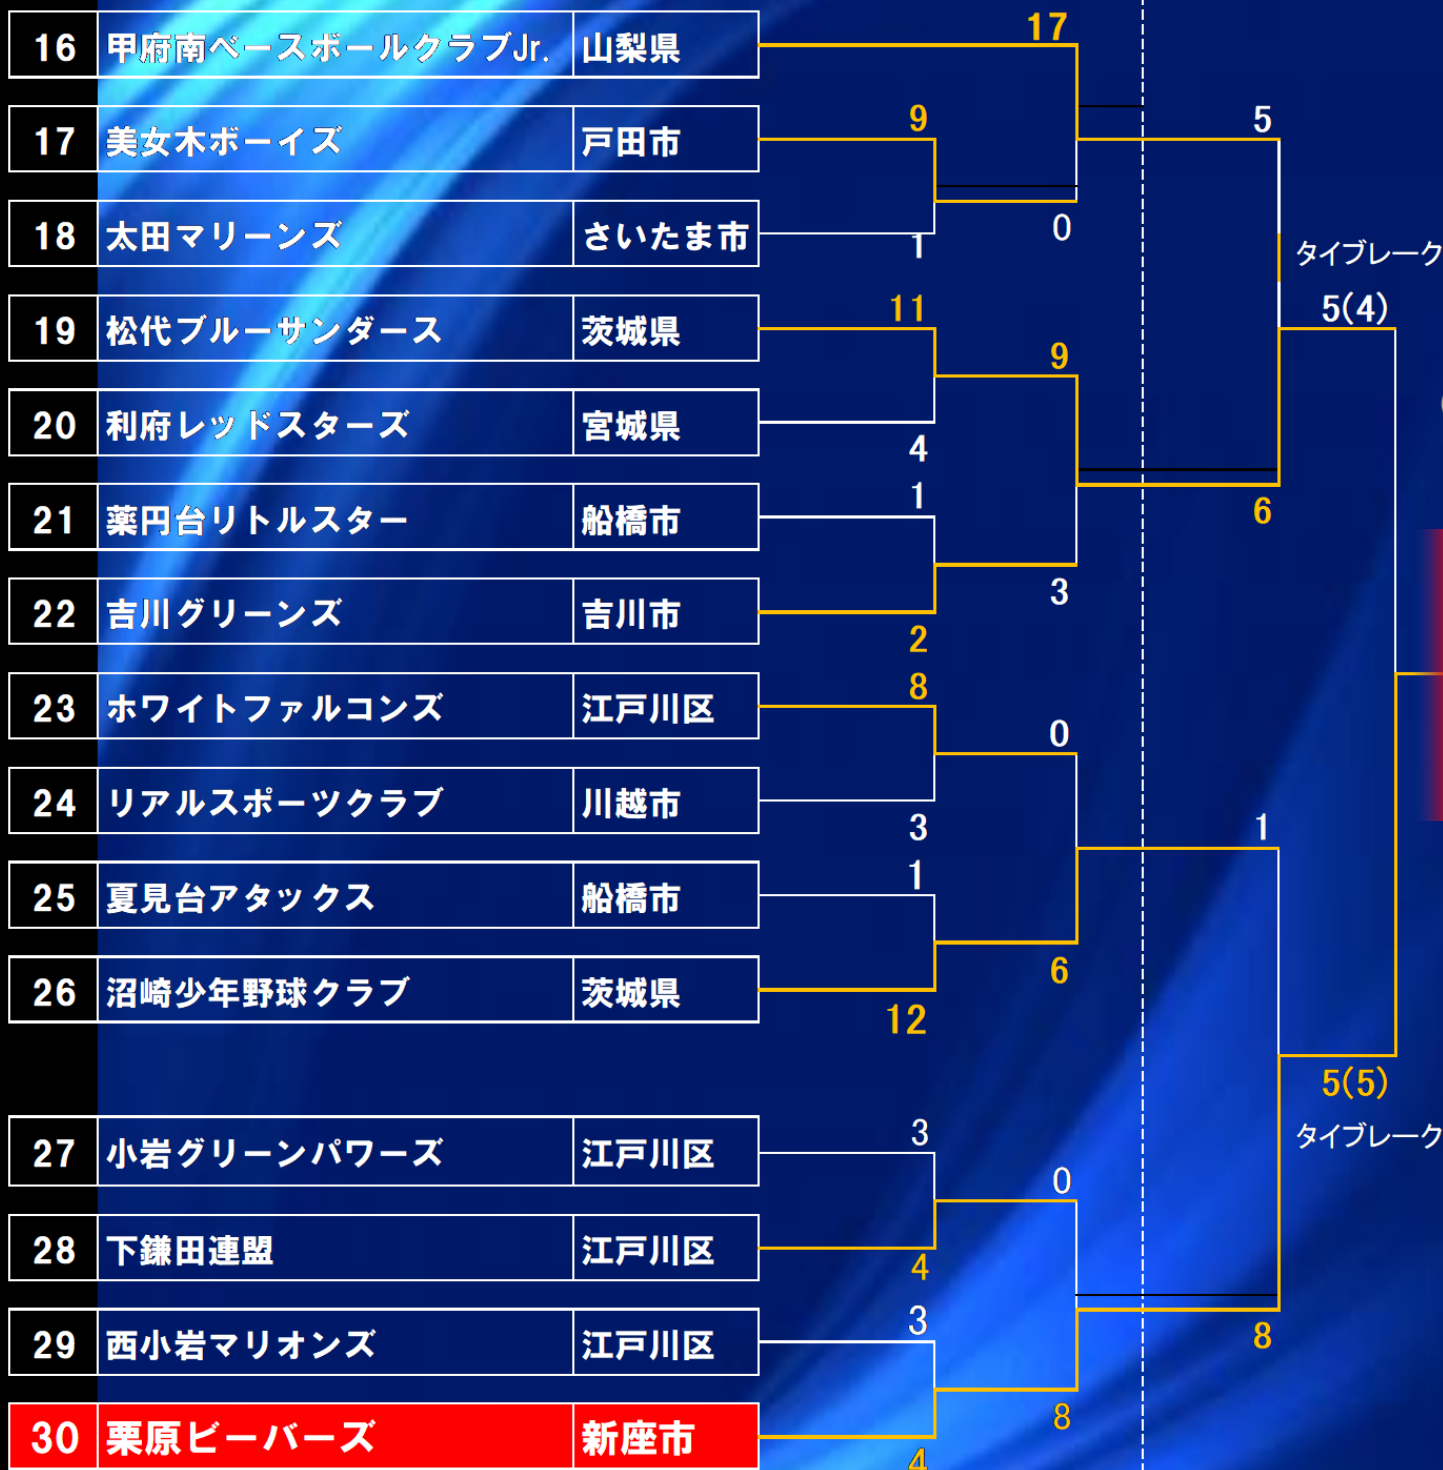 17
16 甲府南ベースボールクラブJr. 山梨県
9 5
17 美女木ボーイズ 戸田市
18 太田マリーンズ さいたま市
1 0
タイブレーク
11 5(4)
19 松代ブルーサンダース 茨城県
9
20 利府レッドスターズ 宮城県
4
1
21 薬円台リトルスター 船橋市
6
3
22 吉川グリーンズ 吉川市
2
8
23 ホワイトファルコンズ 江戸川区
0
24 リアルスポーツクラブ 川越市
3 1
1
25 夏見台アタックス 船橋市
6
26 沼崎少年野球クラブ 茨城県
12
5(5)
3 タイブレーク
27 小岩グリーンパワーズ 江戸川区
0
28 下鎌田連盟 江戸川区
4
3
29 西小岩マリオンズ 江戸川区
8
8
30 栗原ビーバーズ 新座市
4